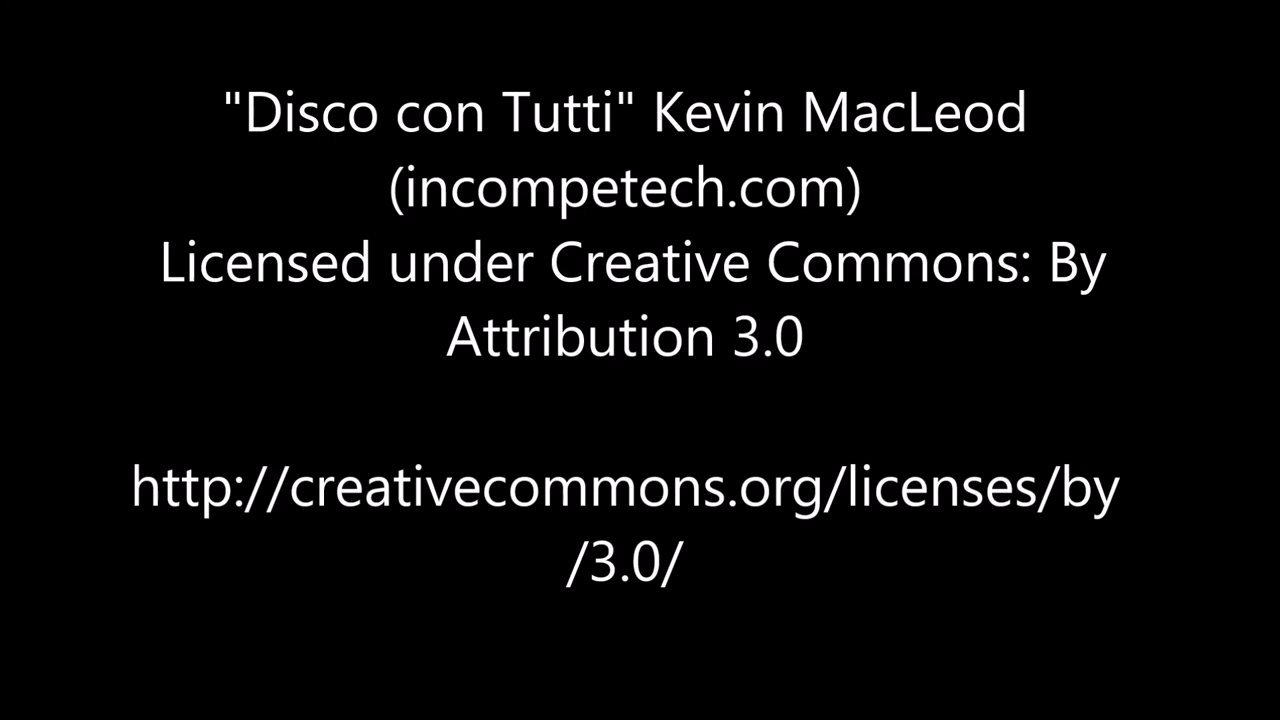 "Disco con Tutti" Kevin MacLeod
(incompetech.com)
Licensed under Creative Commons: By
Attribution 3.0
http://creativecommons.org/licenses/by
/3.0/